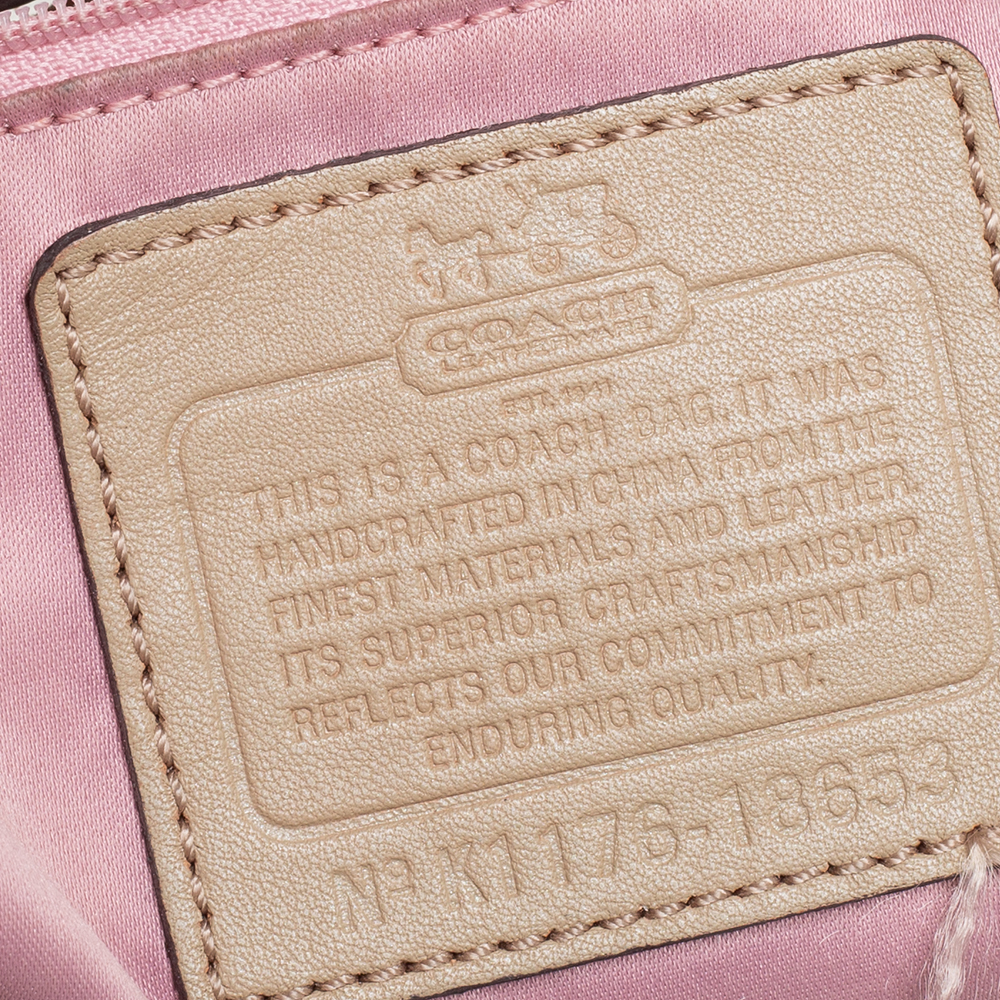 COACH
LEATHERWARE
EST. 1941
THIS IS A COACH BAG. IT WAS
HANDCRAFTED IN CHINA FROM THE
FINEST MATERIALS AND LEATHER.
ITS SUPERIOR CRAFTSMANSHIP
REFLECTS OUR COMMITMENT TO
ENDURING QUALITY.
Nº K1176-18653